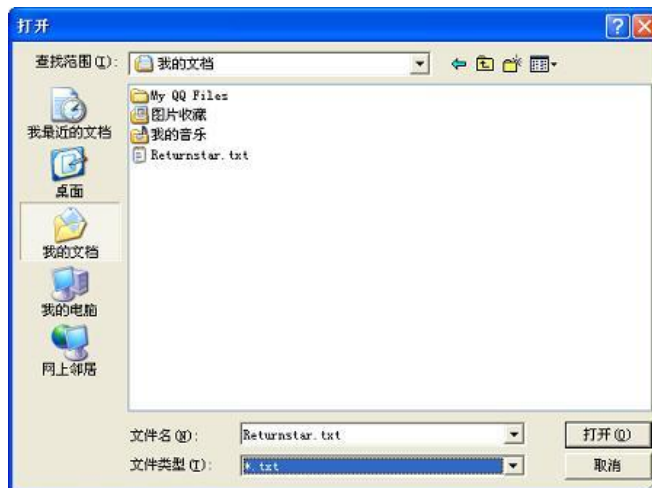 打开
查找范围(I): 我的文档
My QQ Files
图片收藏
我的音乐
Returnstar.txt
我最近的文档
桌面
我的文档
我的电脑
网上邻居
文件名(N): Returnstar.txt 打开(O)
文件类型(T): *.txt 取消